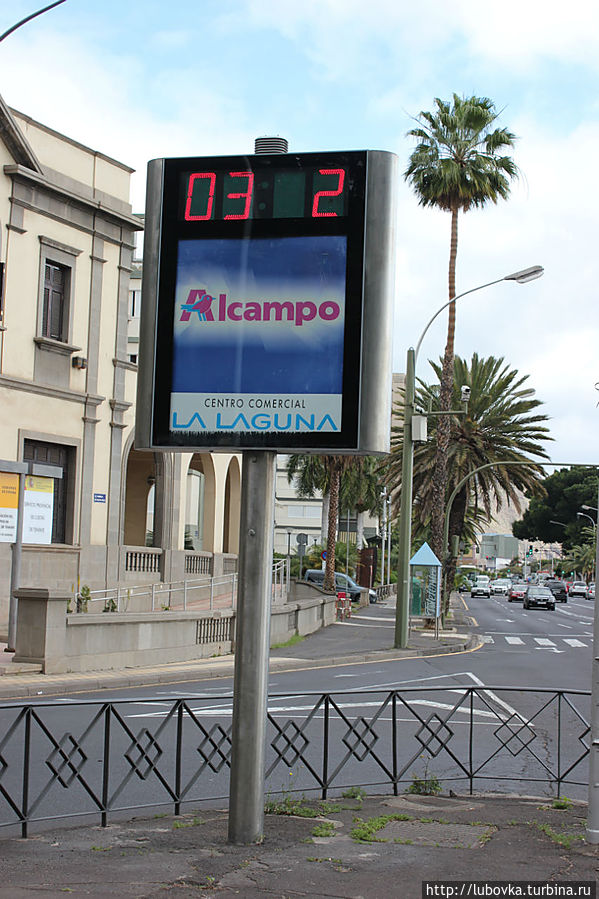 03 2
Alcampo
CENTRO COMERCIAL
LA LAGUNA
http://lubovka.turbina.ru